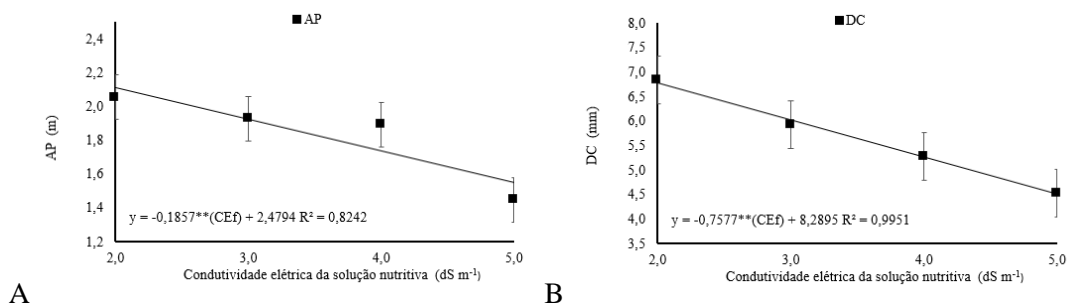 AP
2,4
2,2
2,0
1,8
1,6
1,4
1,2
AP (m)
y = -0,1857**(CEf) + 2,4794 R² = 0,8242
2,0 3,0 4,0 5,0
Condutividade elétrica da solução nutritiva (dS m⁻¹)
A
DC
8,0
7,5
7,0
6,5
6,0
5,5
5,0
4,5
4,0
3,5
DC (mm)
y = -0,7577**(CEf) + 8,2895 R² = 0,9951
2,0 3,0 4,0 5,0
Condutividade elétrica da solução nutritiva (dS m⁻¹)
B